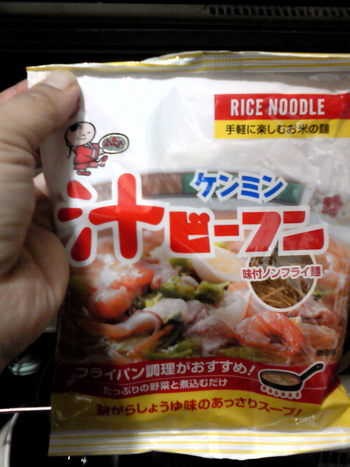 RICE NOODLE
手軽に楽しむお米の麺
ケンミン
汁ビーフン
味付ノンフライ麺
フライパン調理がおすすめ!
たっぷりの野菜と煮込むだけ
鶏がらしょうゆ味のあっさりスープ!